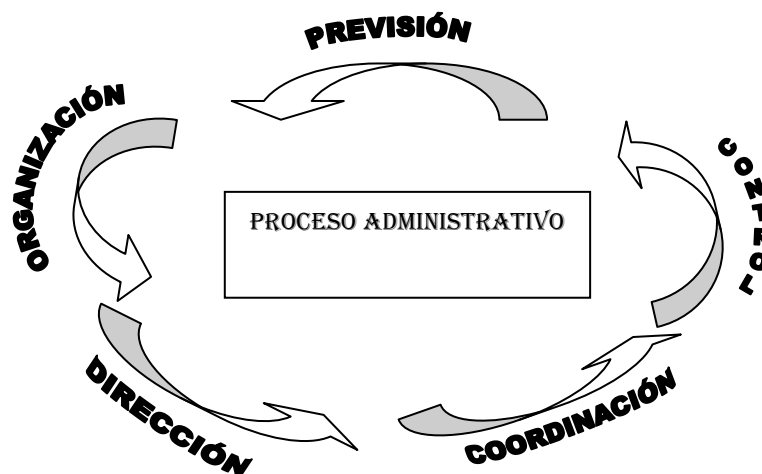 PREVISIÓN
ORGANIZACIÓN
CONTROL
PROCESO ADMINISTRATIVO
DIRECCIÓN
COORDINACIÓN